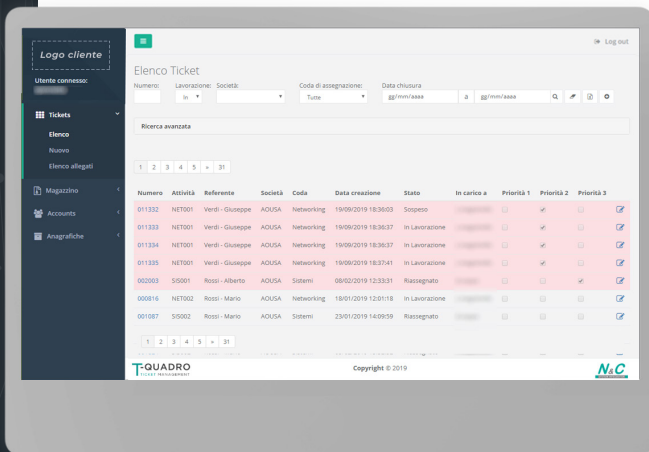 Logo cliente
Utente connesso:
Tickets
Elenco
Nuovo
Elenco allegati
Magazzino
Accounts
Anagrafiche
Log out
Elenco Ticket
Numero: Lavorazione: Società: Coda di assegnazione: Data chiusura
In Tutte gg/mm/aaaa a gg/mm/aaaa
Ricerca avanzata
1 2 3 4 5 » 31
Numero Attività Referente Società Coda Data creazione Stato In carico a Priorità 1 Priorità 2 Priorità 3
011332 NET001 Verdi - Giuseppe AOUSA Networking 19/09/2019 18:36:03 Sospeso
011333 NET001 Verdi - Giuseppe AOUSA Networking 19/09/2019 18:36:37 In Lavorazione
011334 NET001 Verdi - Giuseppe AOUSA Networking 19/09/2019 18:36:37 In Lavorazione
011335 NET001 Verdi - Giuseppe AOUSA Networking 19/09/2019 18:37:41 In Lavorazione
002003 SIS001 Rossi - Alberto AOUSA Sistemi 08/02/2019 12:33:31 Riassegnato
000816 NET002 Rossi - Mario AOUSA Networking 18/01/2019 12:01:18 In Lavorazione
001087 SIS002 Rossi - Mario AOUSA Sistemi 23/01/2019 14:09:59 Riassegnato
1 2 3 4 5 » 31
T-QUADRO
TICKET MANAGEMENT
Copyright © 2019
N&C